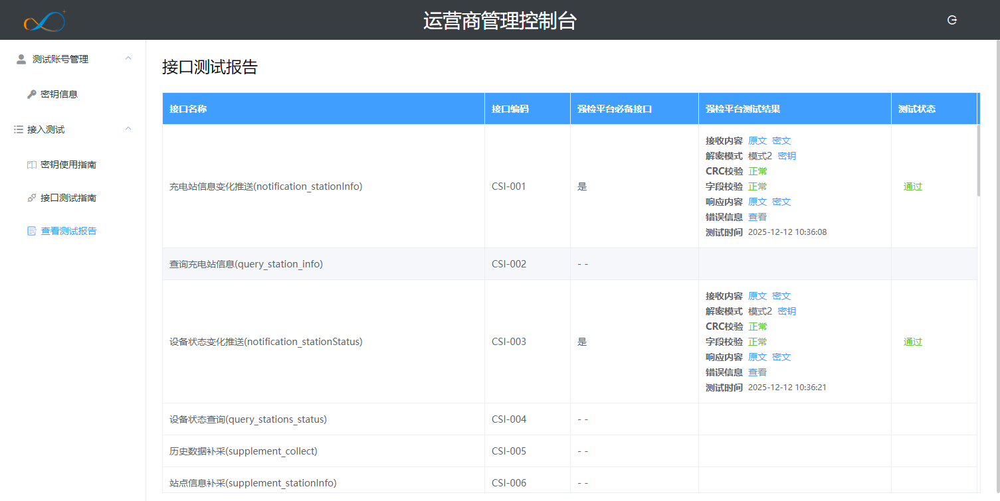 运营商管理控制台
测试账号管理
密钥信息
接入测试
密钥使用指南
接口测试指南
查看测试报告
接口测试报告
接口名称 接口编码 强检平台必备接口 强检平台测试结果 测试状态
充电站信息变化推送(notification_stationInfo) CSI-001 是
接收内容 原文 密文
解密模式 模式2 密钥
CRC校验 正常
字段校验 正常
响应内容 原文 密文
错误信息 查看
测试时间 2025-12-12 10:36:08
通过
查询充电站信息(query_station_info) CSI-002 - -
设备状态变化推送(notification_stationStatus) CSI-003 是
接收内容 原文 密文
解密模式 模式2 密钥
CRC校验 正常
字段校验 正常
响应内容 原文 密文
错误信息 查看
测试时间 2025-12-12 10:36:21
通过
设备状态查询(query_stations_status) CSI-004 - -
历史数据补采(supplement_collect) CSI-005 - -
站点信息补采(supplement_stationInfo) CSI-006 - -